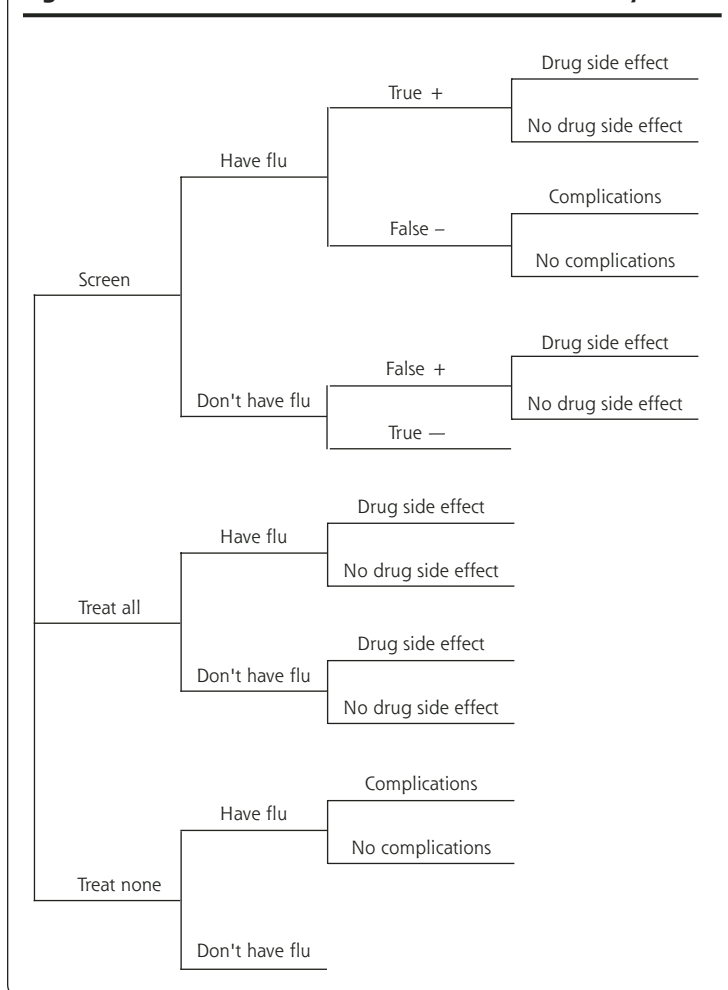 Drug side effect
True +
No drug side effect
Have flu
Complications
False –
No complications
Screen
Drug side effect
False +
Don't have flu
No drug side effect
True —
Drug side effect
Have flu
No drug side effect
Treat all
Drug side effect
Don't have flu
No drug side effect
Complications
Have flu
No complications
Treat none
Don't have flu